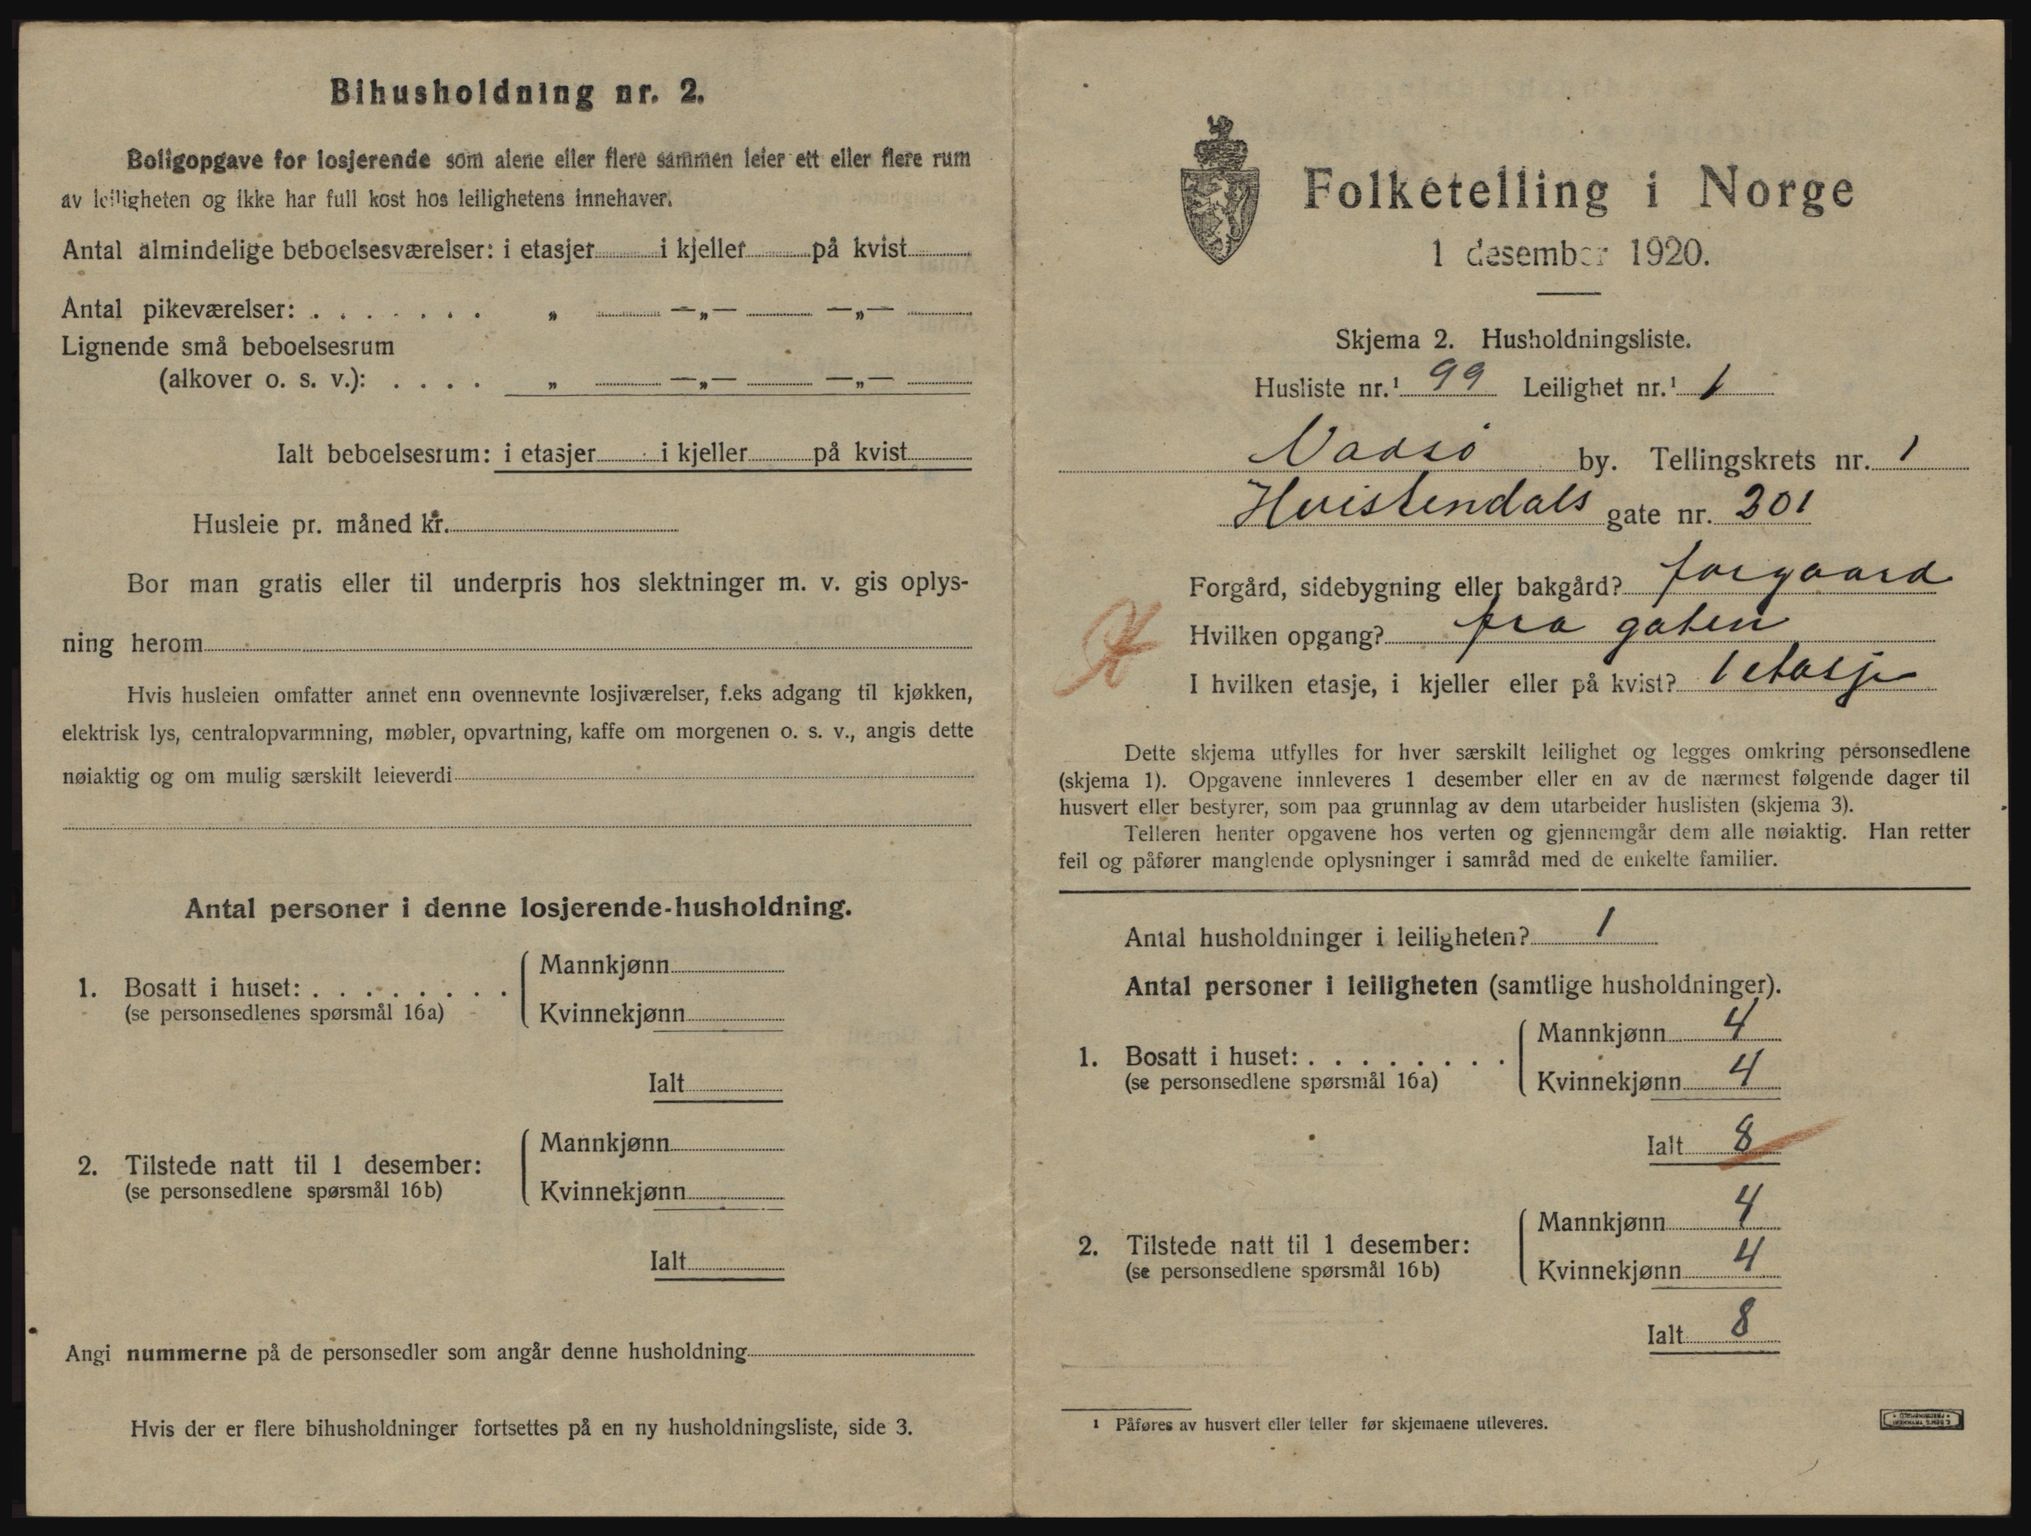 Bihusholdning nr. 2.
Boligopgave for losjerende som alene eller flere sammen leier ett eller flere rum
av leiligheten og ikke har full kost hos leilighetens innehaver.
Antal almindelige beboelsesværelser: i etasjer i kjeller på kvist
Antal pikeværelser: . . . . . . . „ —„— —„—
Lignende små beboelsesrum
(alkover o. s. v.): . . . . „ —„— —„—
Ialt beboelsesrum: i etasjer i kjeller på kvist
Husleie pr. måned kr.
Bor man gratis eller til underpris hos slektninger m. v. gis oplys-
ning herom
Hvis husleien omfatter annet enn ovennevnte losjiværelser, f.eks adgang til kjøkken,
elektrisk lys, centralopvarmning, møbler, opvartning, kaffe om morgenen o. s. v., angis dette
nøiaktig og om mulig særskilt leieverdi
Antal personer i denne losjerende-husholdning.
1. Bosatt i huset: . . . . . . . .
(se personsedlenes spørsmål 16a)
Mannkjønn
Kvinnekjønn
Ialt
2. Tilstede natt til 1 desember:
(se personsedlene spørsmål 16b)
Mannkjønn
Kvinnekjønn
Ialt
Angi nummerne på de personsedler som angår denne husholdning
Hvis der er flere bihusholdninger fortsettes på en ny husholdningsliste, side 3.
Folketelling i Norge
1 desember 1920.
Skjema 2. Husholdningsliste.
Husliste nr.¹ 99 Leilighet nr.¹ 1
Vadsø by. Tellingskrets nr. 1
Hvistendals gate nr. 301
Forgård, sidebygning eller bakgård? forgaard
Hvilken opgang? fra gaten
I hvilken etasje, i kjeller eller på kvist? 1 etasje
Dette skjema utfylles for hver særskilt leilighet og legges omkring personsedlene
(skjema 1). Opgavene innleveres 1 desember eller en av de nærmest følgende dager til
husvert eller bestyrer, som paa grunnlag av dem utarbeider huslisten (skjema 3).
Telleren henter opgavene hos verten og gjennemgår dem alle nøiaktig. Han retter
feil og påfører manglende oplysninger i samråd med de enkelte familier.
Antal husholdninger i leiligheten? 1
Antal personer i leiligheten (samtlige husholdninger).
1. Bosatt i huset: . . . . . . . .
(se personsedlene spørsmål 16a)
Mannkjønn 4
Kvinnekjønn 4
Ialt 8
2. Tilstede natt til 1 desember:
(se personsedlene spørsmål 16b)
Mannkjønn 4
Kvinnekjønn 4
Ialt 8
¹ Påføres av husvert eller teller før skjemaene utleveres.